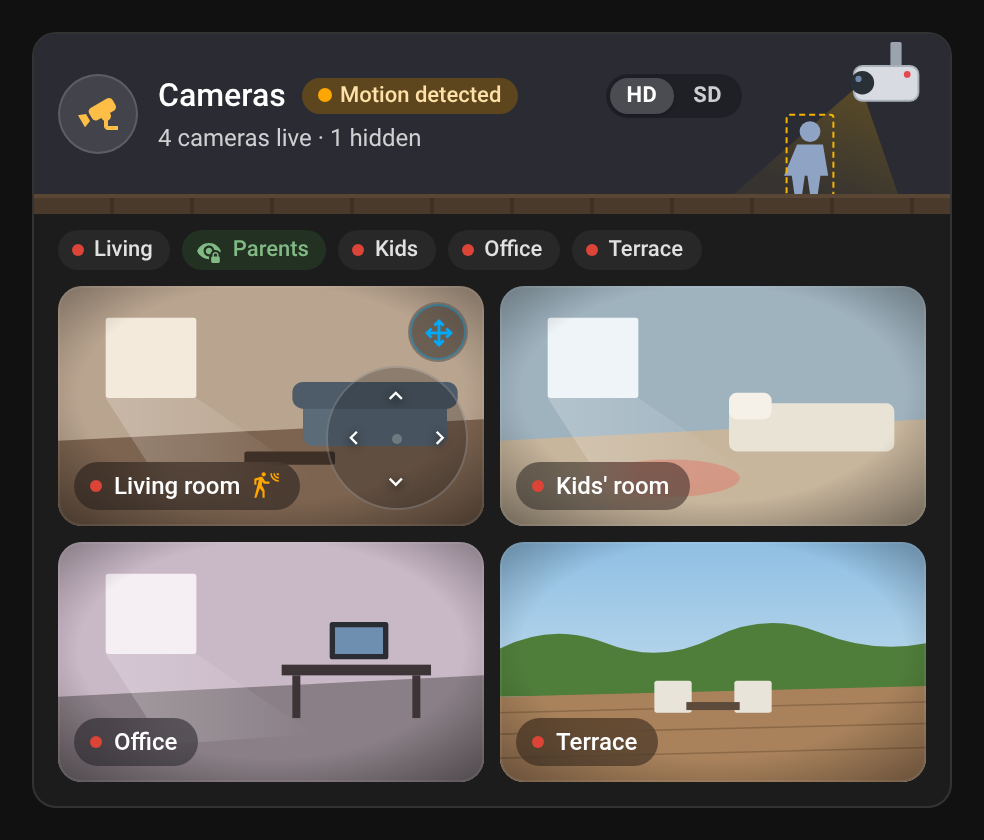 Cameras
Motion detected
HD
SD
4 cameras live · 1 hidden
Living
Parents
Kids
Office
Terrace
Living room
Kids' room
Office
Terrace